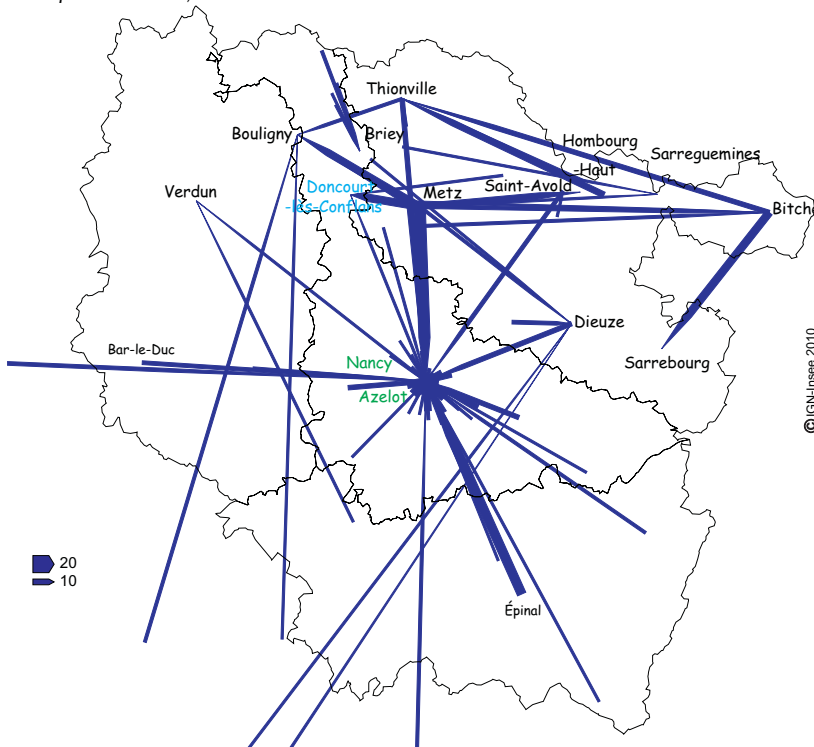 Thionville
Bouligny
Briey
Hombourg
-Haut
Sarreguemines
Verdun
Doncourt
-lès-Conflans
Metz
Saint-Avold
Bitche
Dieuze
Bar-le-Duc
Nancy
Sarrebourg
Azelot
©IGN-Insee 2010
20
10
Épinal